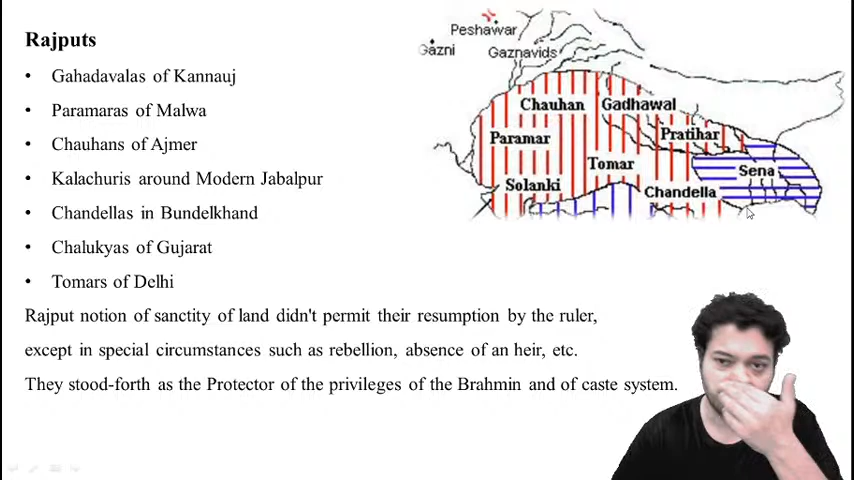 Rajputs
• Gahadavalas of Kannauj
• Paramaras of Malwa
• Chauhans of Ajmer
• Kalachuris around Modern Jabalpur
• Chandellas in Bundelkhand
• Chalukyas of Gujarat
• Tomars of Delhi
Rajput notion of sanctity of land didn't permit their resumption by the ruler,
except in special circumstances such as rebellion, absence of an heir, etc.
They stood-forth as the Protector of the privileges of the Brahmin and of caste system.
Peshawar
Gazni
Gaznavids
Chauhan
Gadhawal
Paramar
Pratihar
Tomar
Sena
Solanki
Chandella